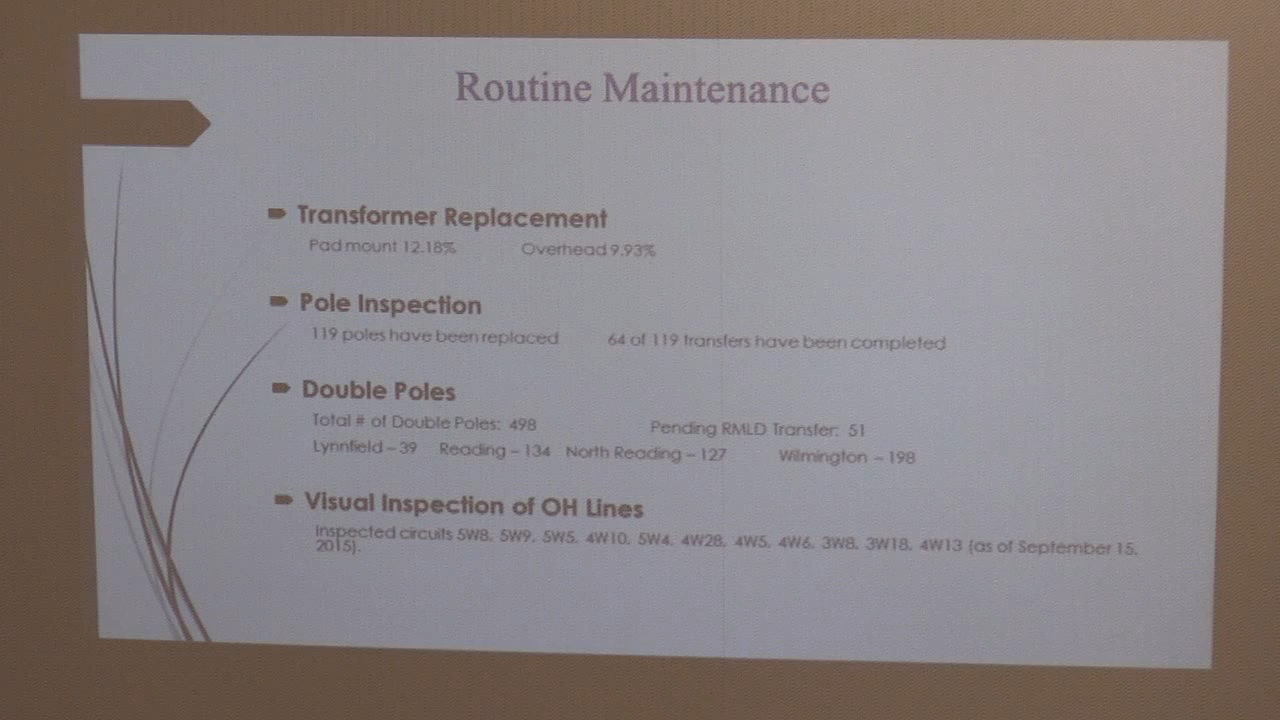 Routine Maintenance
Transformer Replacement
Pad mount 12.18% Overhead 9.93%
Pole Inspection
119 poles have been replaced 64 of 119 transfers have been completed
Double Poles
Total # of Double Poles: 498 Pending RMLD Transfer: 51
Lynnfield – 39 Reading – 134 North Reading – 127 Wilmington – 198
Visual Inspection of OH Lines
Inspected circuits 5W8, 5W9, 5W5, 4W10, 5W4, 4W28, 4W5, 4W6, 3W8, 3W18, 4W13 (as of September 15,
2015).